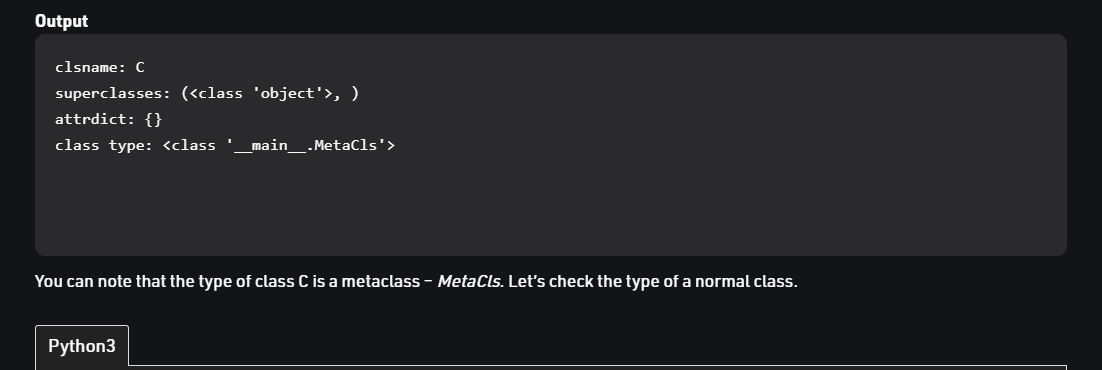 Output
clsname: C
superclasses: (<class 'object'>, )
attrdict: {}
class type: <class '__main__.MetaCls'>
You can note that the type of class C is a metaclass – MetaCls. Let's check the type of a normal class.
Python3